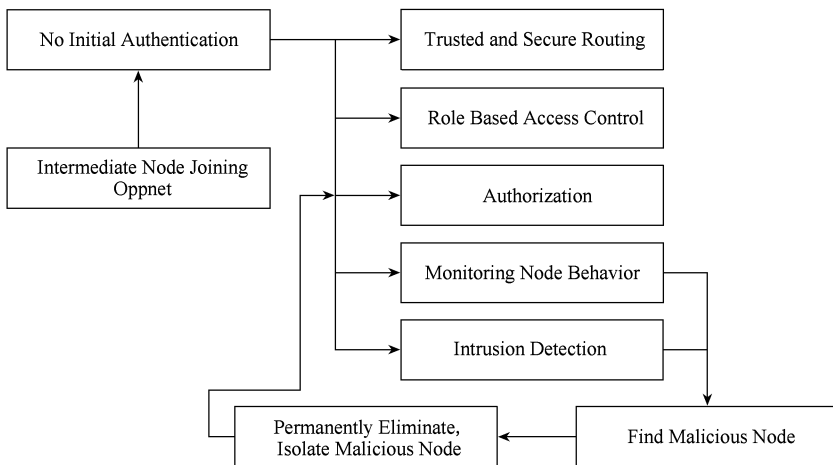 No Initial Authentication
Trusted and Secure Routing
Role Based Access Control
Intermediate Node Joining
Oppnet
Authorization
Monitoring Node Behavior
Intrusion Detection
Permanently Eliminate,
Isolate Malicious Node
Find Malicious Node